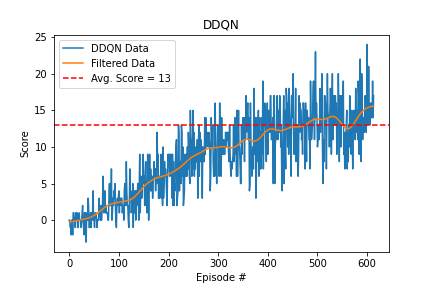 DDQN
25
20
15
10
5
0
Score
DDQN Data
Filtered Data
Avg. Score = 13
0
100
200
300
400
500
600
Episode #